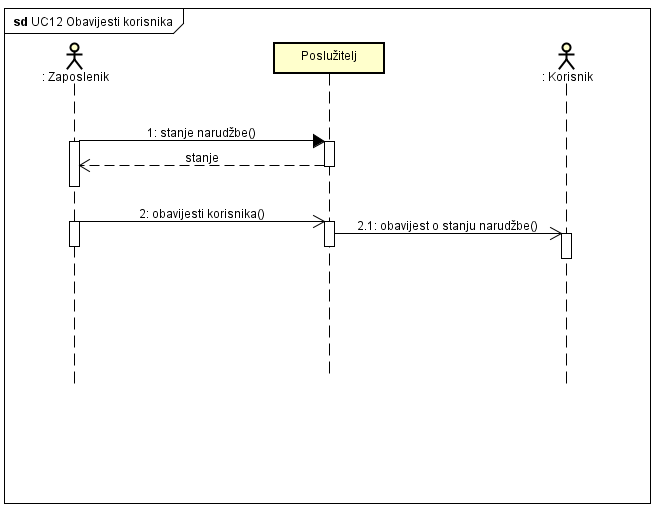 sd UC12 Obavijesti korisnika
: Zaposlenik
Poslužitelj
: Korisnik
1: stanje narudžbe()
stanje
2: obavijesti korisnika()
2.1: obavijest o stanju narudžbe()